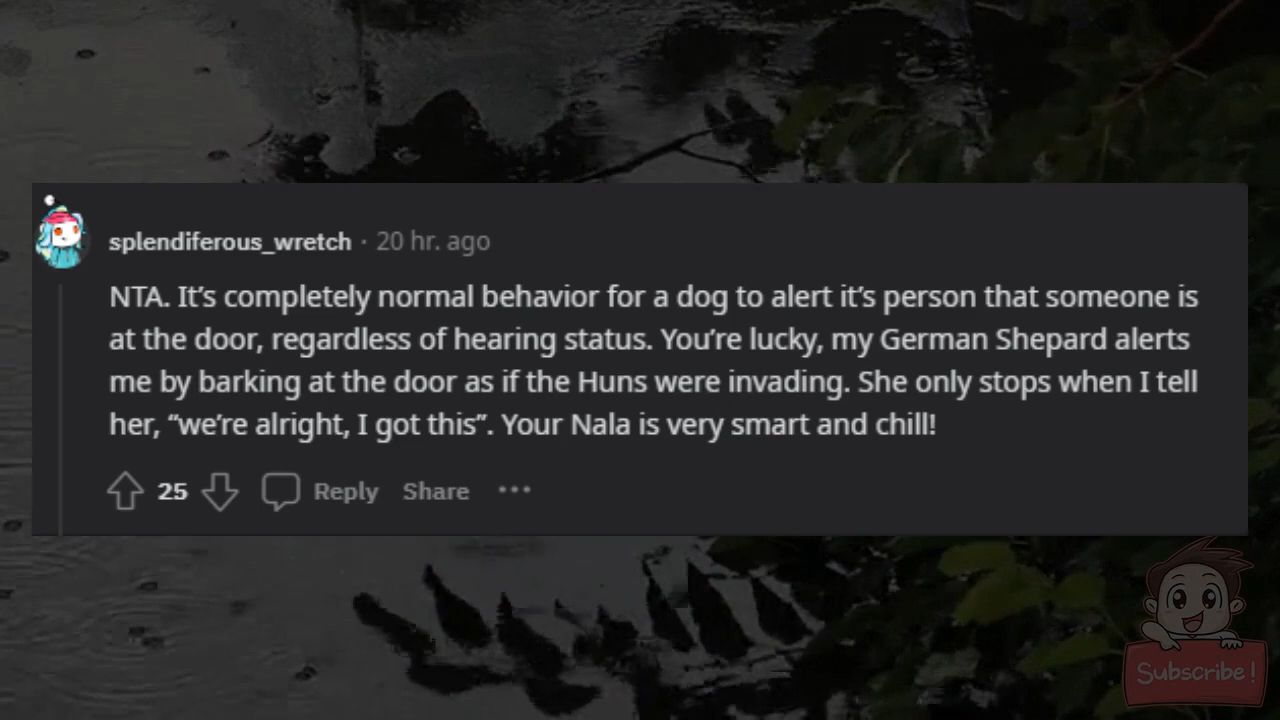 splendiferous_wretch · 20 hr. ago
NTA. It’s completely normal behavior for a dog to alert it’s person that someone is
at the door, regardless of hearing status. You’re lucky, my German Shepard alerts
me by barking at the door as if the Huns were invading. She only stops when I tell
her, “we’re alright, I got this”. Your Nala is very smart and chill!
25 Reply Share ···
Subscribe!